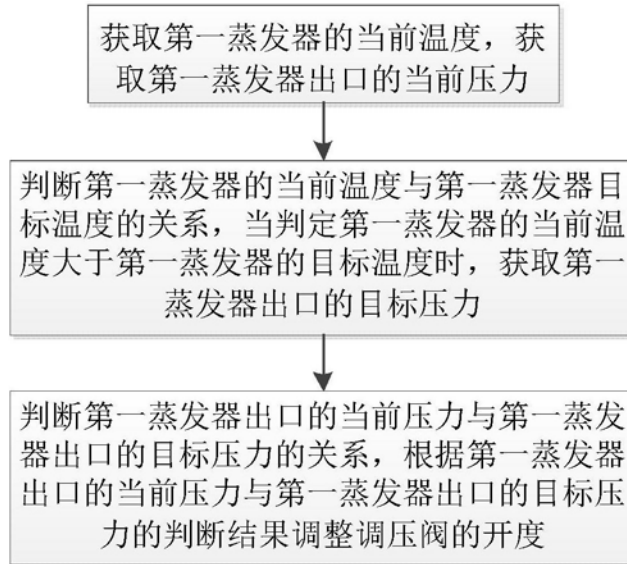 获取第一蒸发器的当前温度，获
取第一蒸发器出口的当前压力
判断第一蒸发器的当前温度与第一蒸发器目
标温度的关系，当判定第一蒸发器的当前温
度大于第一蒸发器的目标温度时，获取第一
蒸发器出口的目标压力
判断第一蒸发器出口的当前压力与第一蒸发
器出口的目标压力的关系，根据第一蒸发器
出口的当前压力与第一蒸发器出口的目标压
力的判断结果调整调压阀的开度